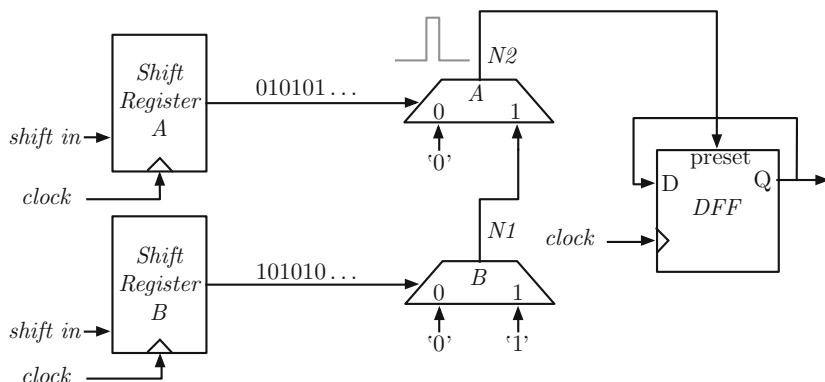 Shift
Register
A
shift in
clock
010101...
N2
A
0 1
'0'
preset
D Q
DFF
clock
N1
Shift
Register
B
shift in
clock
101010...
B
0 1
'0' '1'